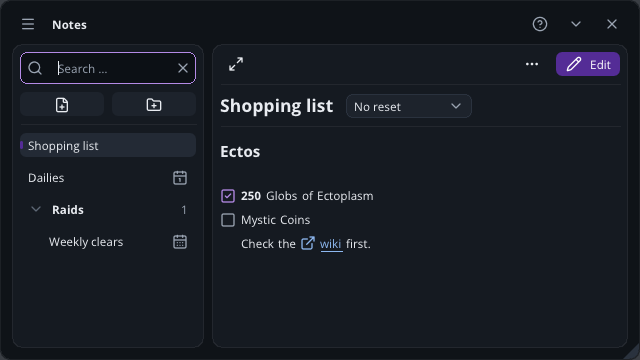 Notes
Search ...
Edit
Shopping list
No reset
Shopping list
Dailies
Raids 1
Weekly clears
Ectos
250 Globs of Ectoplasm
Mystic Coins
Check the wiki first.